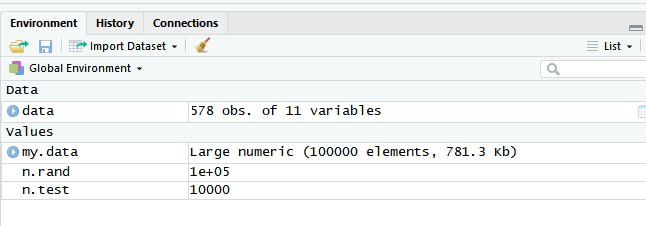 Environment History Connections
Import Dataset List
Global Environment
Data
data 578 obs. of 11 variables
Values
my.data Large numeric (100000 elements, 781.3 Kb)
n.rand 1e+05
n.test 10000